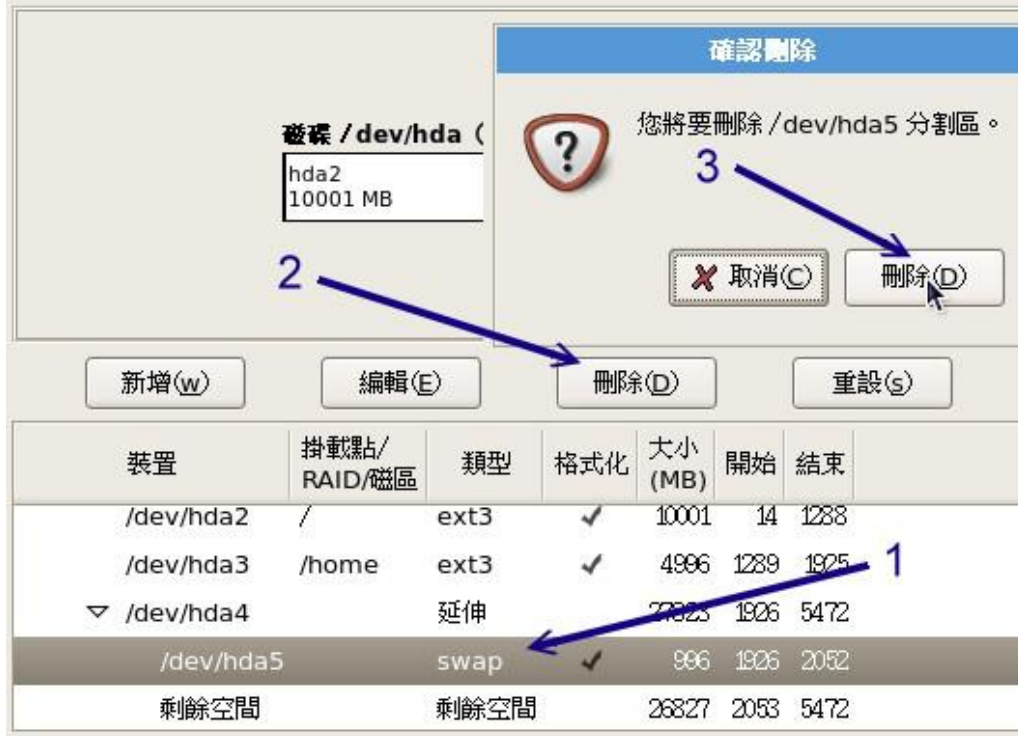 確認刪除
您將要刪除 /dev/hda5 分割區。
3
取消(C)
刪除(D)
磁碟 /dev/hda (
hda2
10001 MB
2
新增(w)
編輯(E)
刪除(D)
重設(s)
裝置
掛載點/
RAID/磁區
類型
格式化
大小
(MB)
開始
結束
/dev/hda2 / ext3 10001 14 1288
/dev/hda3 /home ext3 4996 1289 1925
1
/dev/hda4 延伸 27823 1926 5472
/dev/hda5 swap 996 1926 2052
剩餘空間 剩餘空間 26827 2053 5472